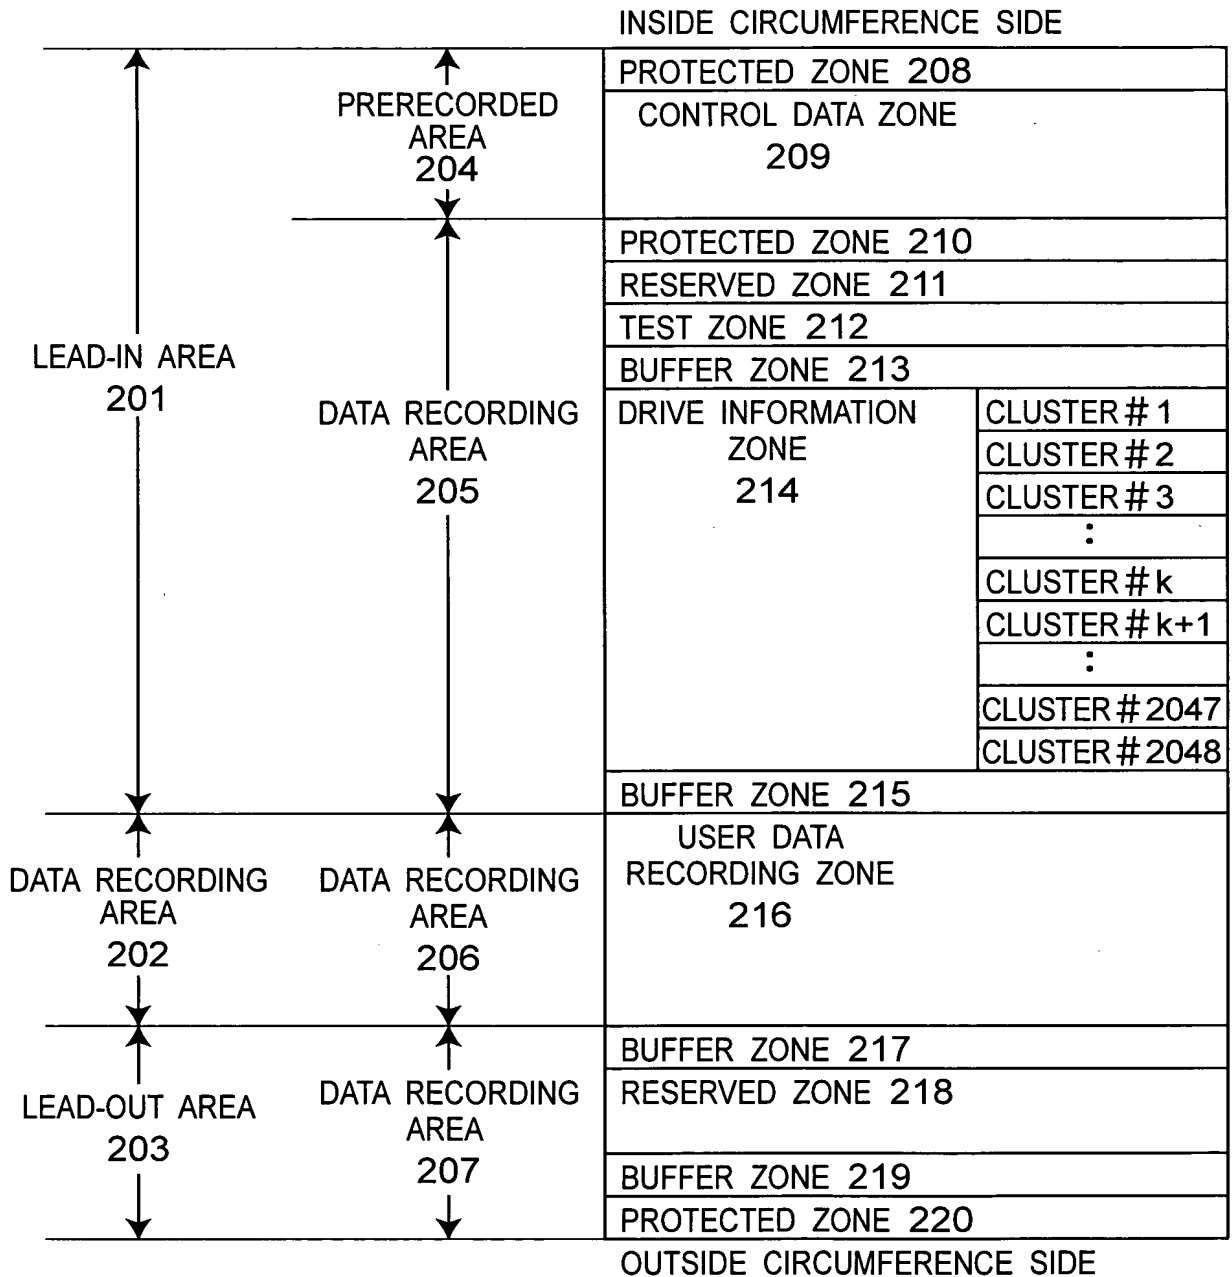 INSIDE CIRCUMFERENCE SIDE
PROTECTED ZONE 208
PRERECORDED
AREA
204
CONTROL DATA ZONE
209
PROTECTED ZONE 210
RESERVED ZONE 211
TEST ZONE 212
BUFFER ZONE 213
LEAD-IN AREA
201
DATA RECORDING
AREA
205
DRIVE INFORMATION
ZONE
214
CLUSTER # 1
CLUSTER # 2
CLUSTER # 3
:
CLUSTER # k
CLUSTER # k+1
:
CLUSTER # 2047
CLUSTER # 2048
BUFFER ZONE 215
DATA RECORDING
AREA
202
DATA RECORDING
AREA
206
USER DATA
RECORDING ZONE
216
BUFFER ZONE 217
LEAD-OUT AREA
203
DATA RECORDING
AREA
207
RESERVED ZONE 218
BUFFER ZONE 219
PROTECTED ZONE 220
OUTSIDE CIRCUMFERENCE SIDE